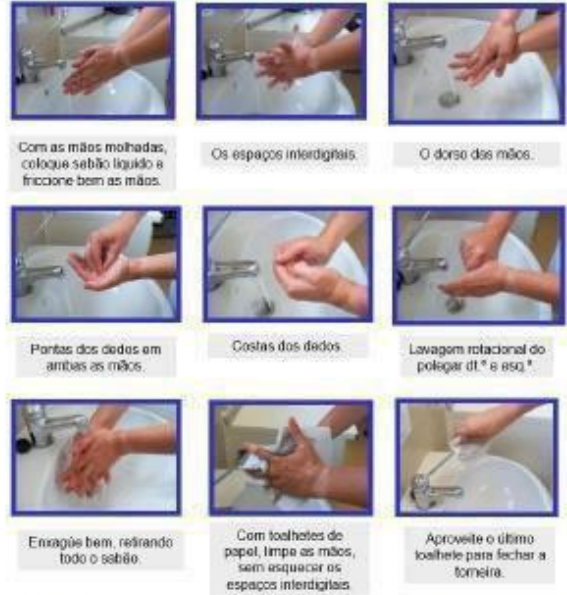 Com as mãos molhadas,
coloque sabão líquido e
friccione bem as mãos.
Os espaços interdigitais.
O dorso das mãos.
Pontas dos dedos em
ambas as mãos.
Costas dos dedos.
Lavagem rotacional do
polegar dt.º e esq.º.
Enxagúe bem, retirando
todo o sabão.
Com toalhetes de
papel, limpe as mãos,
sem esquecer os
espaços interdigitais.
Aproveite o último
toalhete para fechar a
torneira.